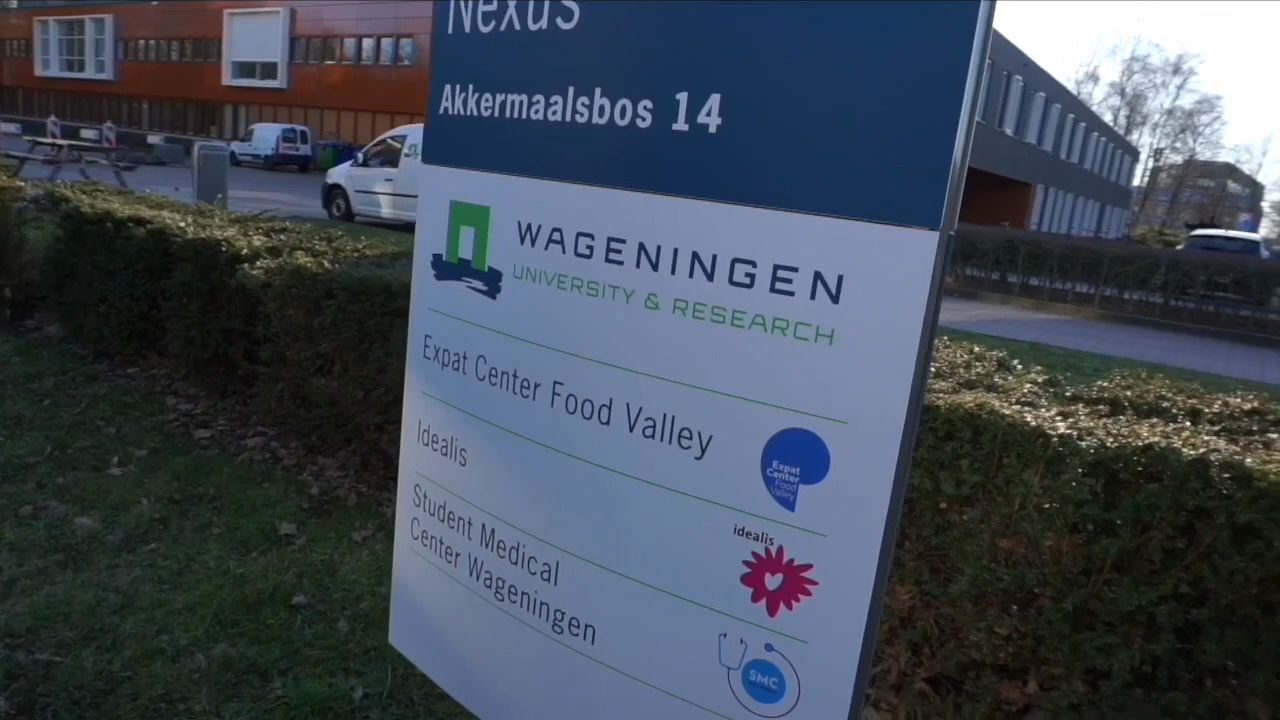 Nexus
Akkermaalsbos 14
WAGENINGEN
UNIVERSITY & RESEARCH
Expat Center Food Valley
Expat
Center
Food
Valley
Idealis
idealis
Student Medical
Center Wageningen
SMC